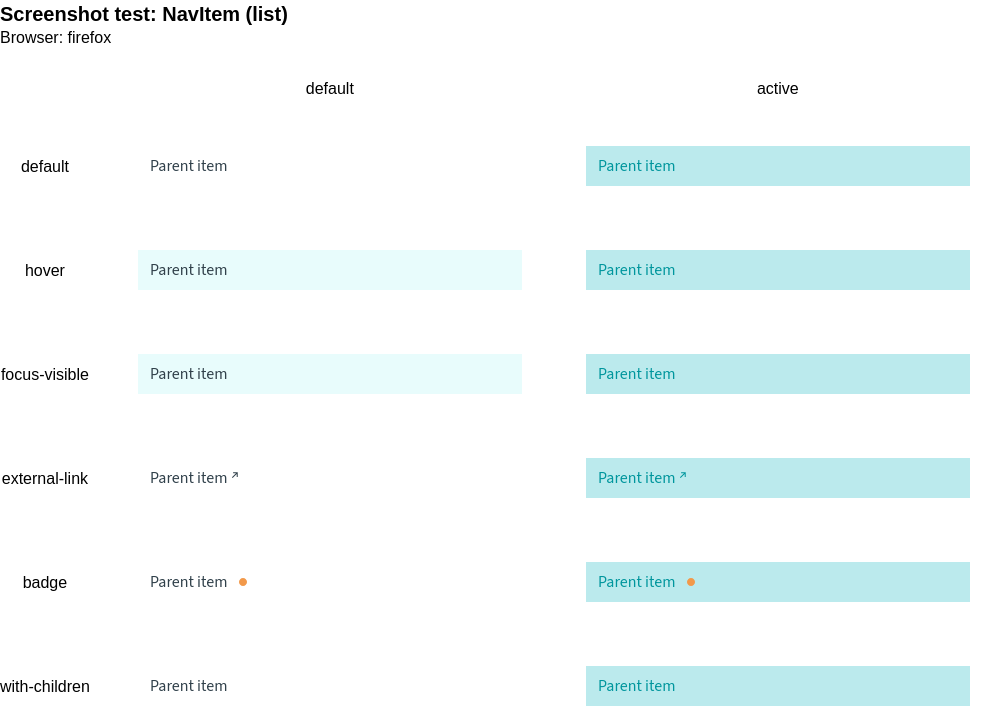 Screenshot test: NavItem (list)
Browser: firefox
default active
default Parent item Parent item
hover Parent item Parent item
focus-visible Parent item Parent item
external-link Parent item ↗ Parent item ↗
badge Parent item Parent item
with-children Parent item Parent item